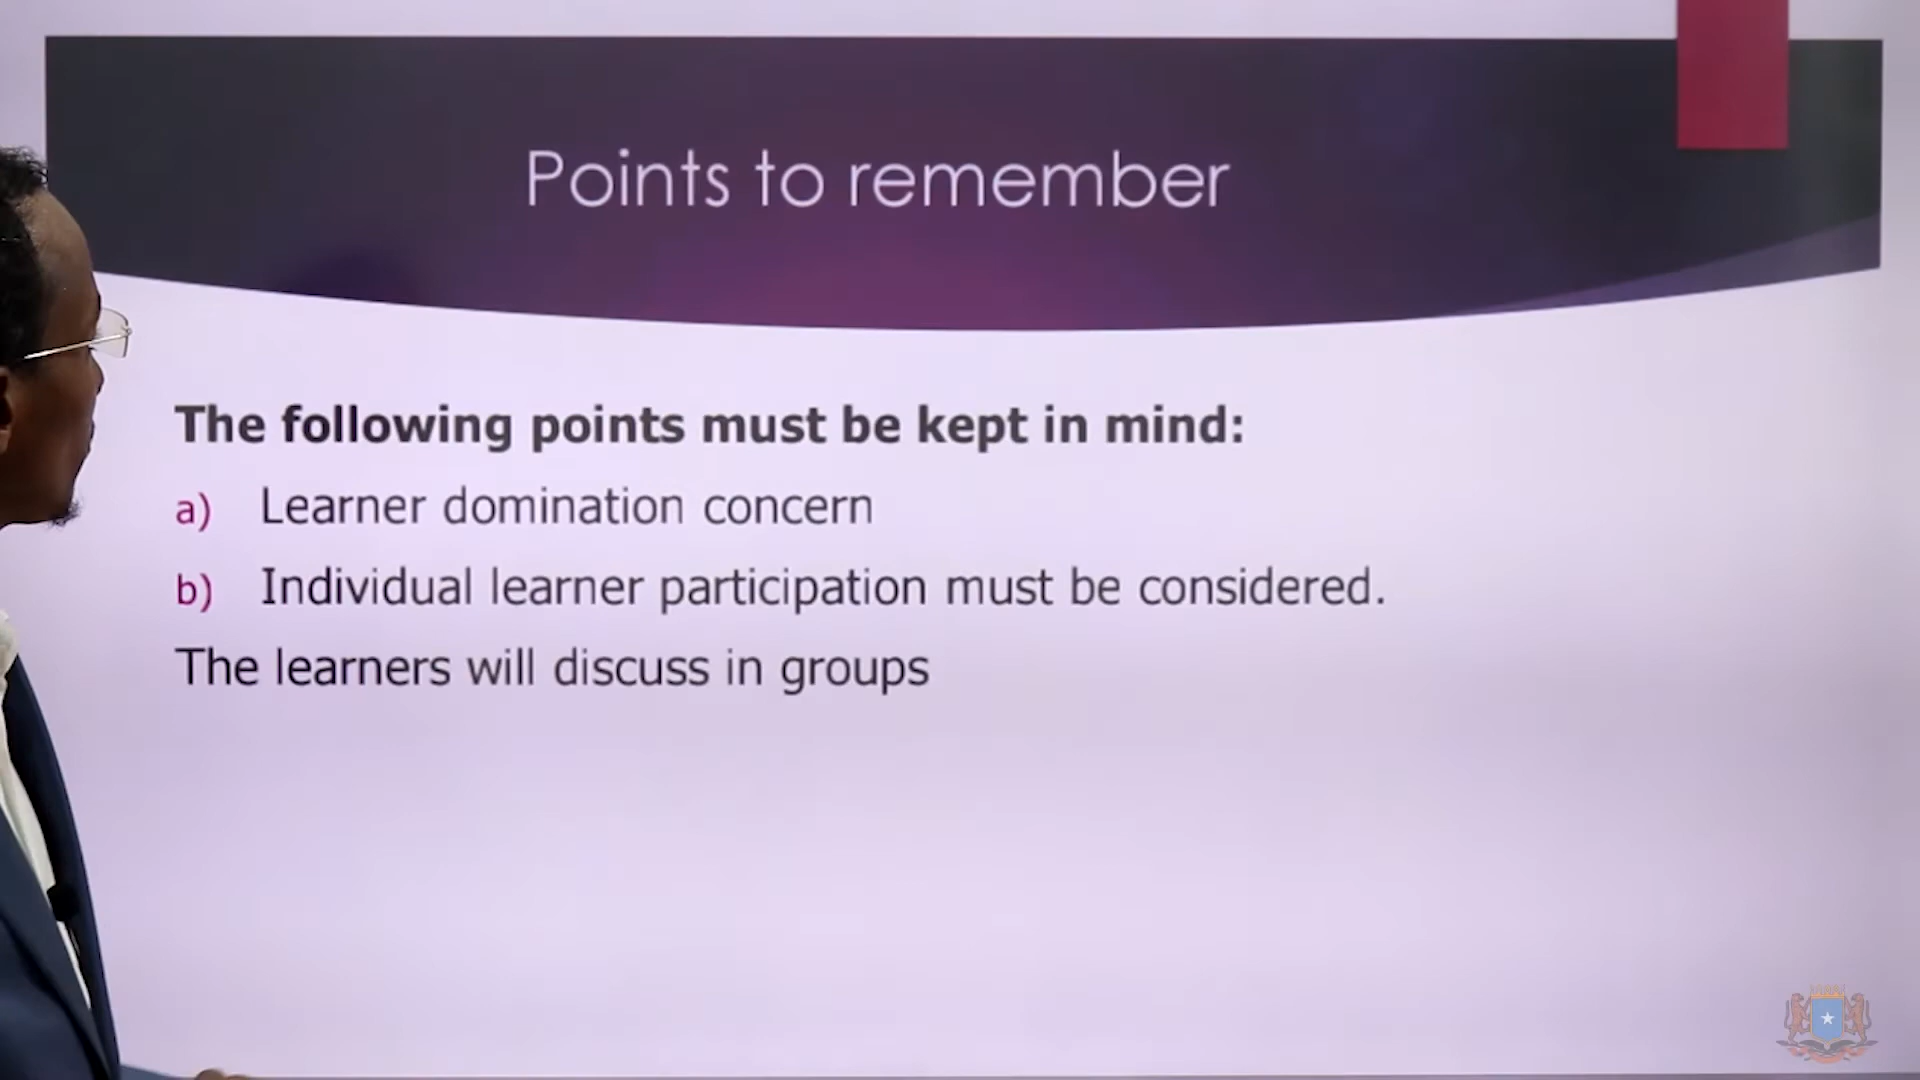 Points to remember
The following points must be kept in mind:
a) Learner domination concern
b) Individual learner participation must be considered.
The learners will discuss in groups